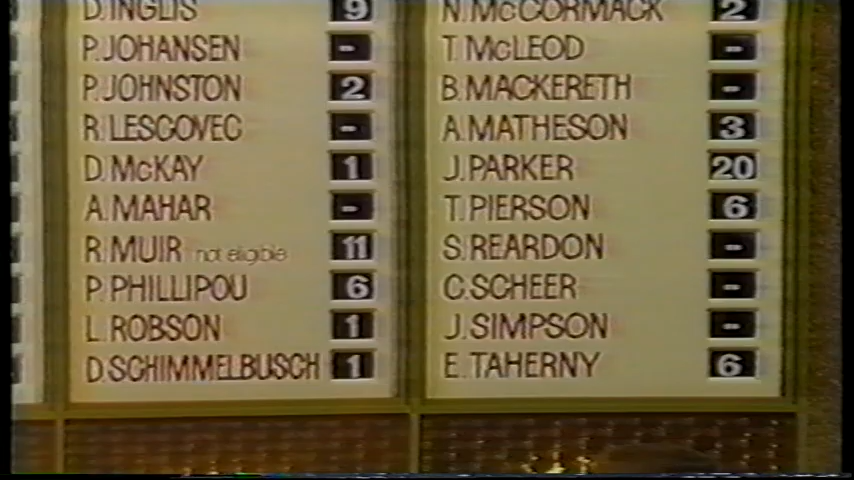 D. INGLIS 9
P. JOHANSEN -
P. JOHNSTON 2
R. LESCOVEC -
D. McKAY 1
A. MAHAR -
R. MUIR not eligible 11
P. PHILLIPOU 6
L. ROBSON 1
D. SCHIMMELBUSCH 1
N. McCORMACK 2
T. McLEOD -
B. MACKERETH -
A. MATHESON 3
J. PARKER 20
T. PIERSON 6
S. REARDON -
C. SCHEER -
J. SIMPSON -
E. TAHERNY 6